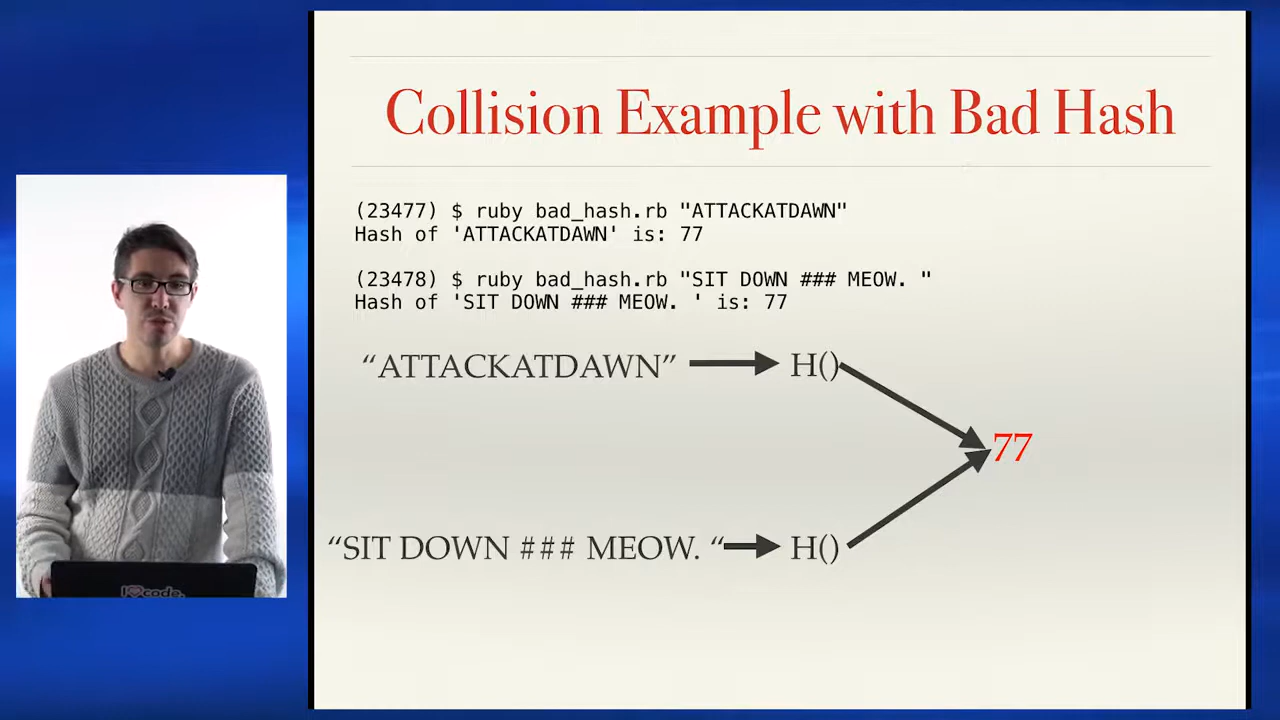 Collision Example with Bad Hash
(23477) $ ruby bad_hash.rb "ATTACKATDAWN"
Hash of 'ATTACKATDAWN' is: 77
(23478) $ ruby bad_hash.rb "SIT DOWN ### MEOW. "
Hash of 'SIT DOWN ### MEOW. ' is: 77
“ATTACKATDAWN” H()
77
“SIT DOWN ### MEOW. “ H()
I code.